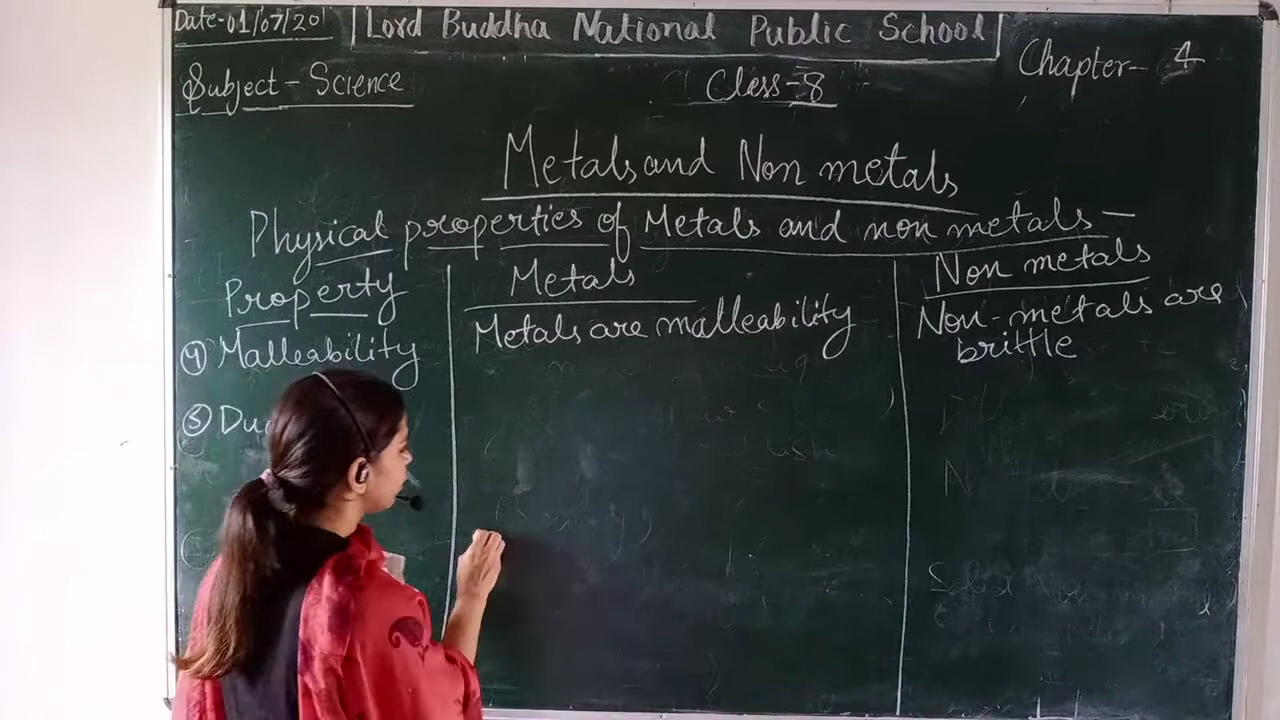 Date-01/07/20
Lord Buddha National Public School
Chapter- 4
Subject - Science
Class-8
Metals and Non metals
Physical properties of Metals and non metals -
Property
Metals
Non metals
④ Malleability
Metals are malleability
Non-metals are
brittle
⑤ Du